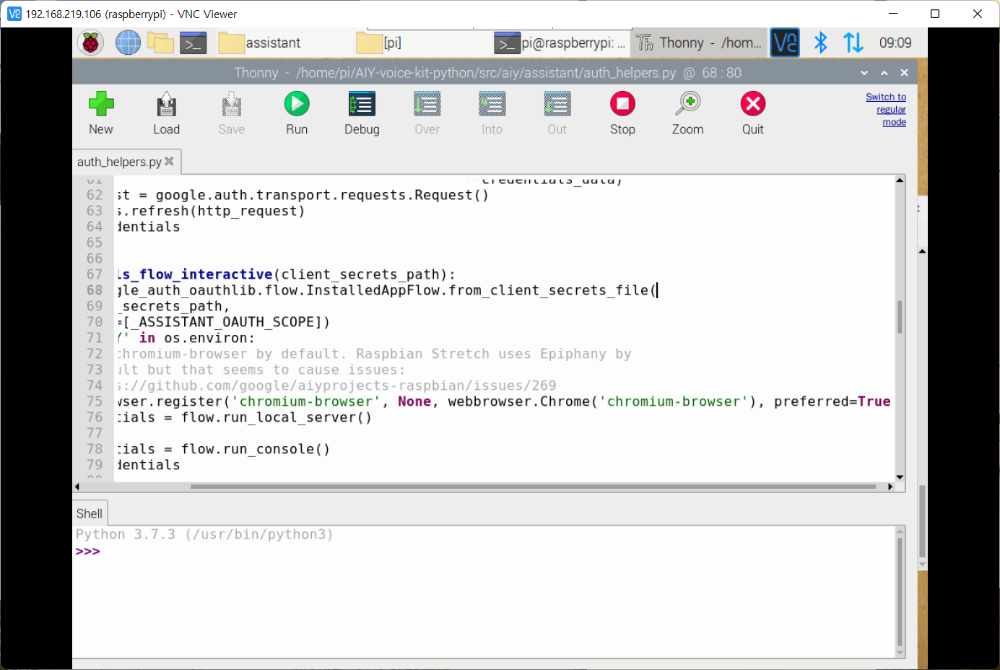 192.168.219.106 (raspberrypi) - VNC Viewer
assistant
[pi]
pi@raspberrypi: ...
Thonny - /hom...
09:09
Thonny - /home/pi/AIY-voice-kit-python/src/aiy/assistant/auth_helpers.py @ 68 : 80
New
Load
Save
Run
Debug
Over
Into
Out
Stop
Zoom
Quit
Switch to
regular
mode
auth_helpers.py
61 **credentials_data)
62 st = google.auth.transport.requests.Request()
63 s.refresh(http_request)
64 dentials
65
66
67 ls_flow_interactive(client_secrets_path):
68 gle_auth_oauthlib.flow.InstalledAppFlow.from_client_secrets_file(
69 _secrets_path,
70 =[_ASSISTANT_OAUTH_SCOPE])
71 Y' in os.environ:
72 chromium-browser by default. Raspbian Stretch uses Epiphany by
73 ult but that seems to cause issues:
74 s://github.com/google/aiyprojects-raspbian/issues/269
75 wser.register('chromium-browser', None, webbrowser.Chrome('chromium-browser'), preferred=True
76 tials = flow.run_local_server()
77
78 tials = flow.run_console()
79 dentials
80
Shell
Python 3.7.3 (/usr/bin/python3)
>>>